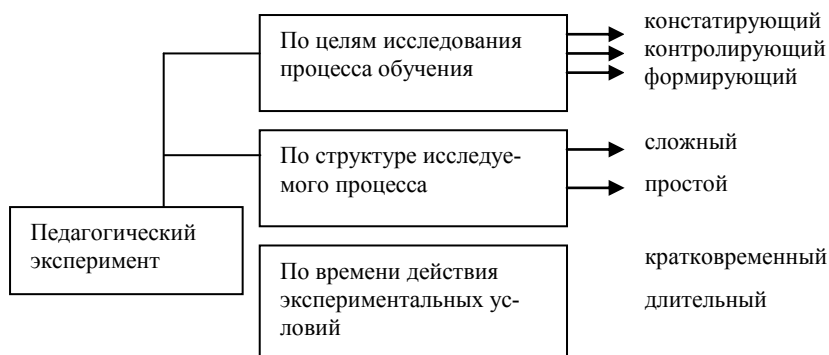 По целям исследования
процесса обучения
констатирующий
контролирующий
формирующий
По структуре исследуе-
мого процесса
сложный
простой
Педагогический
эксперимент
По времени действия
экспериментальных ус-
ловий
кратковременный
длительный